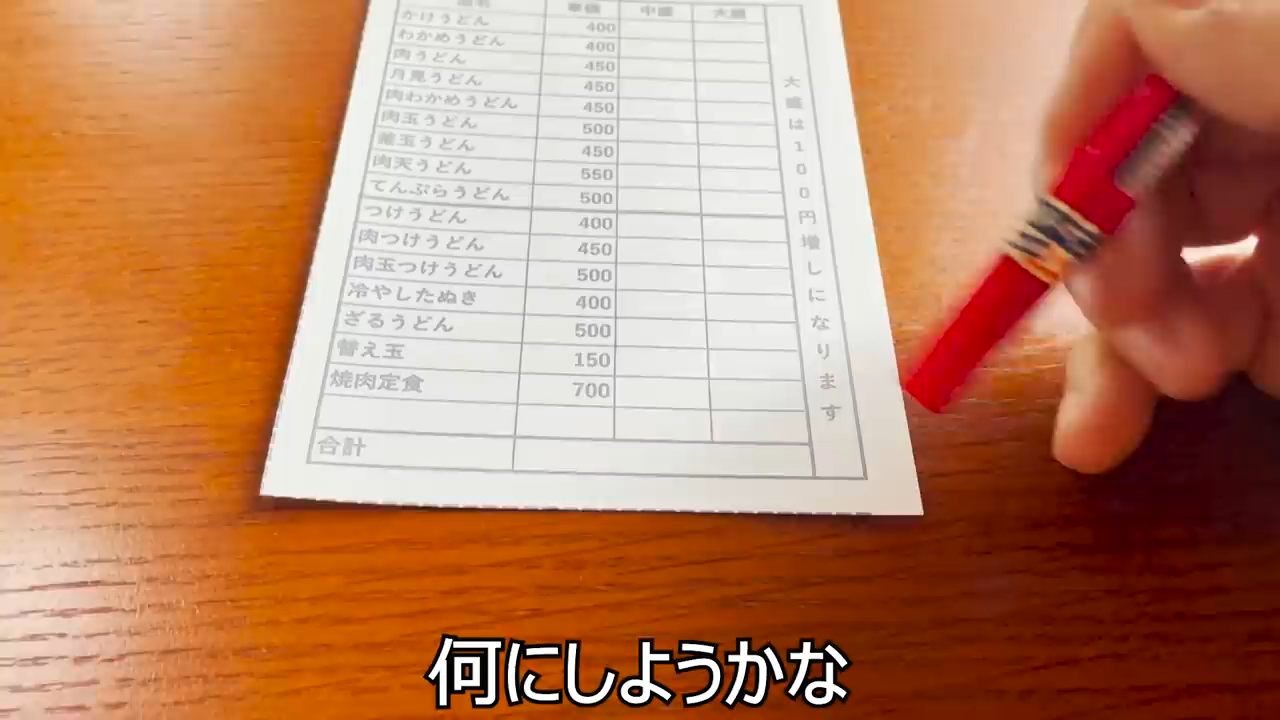 品名 単価 中盛 大盛
かけうどん 400
わかめうどん 400
肉うどん 450
月見うどん 450
肉わかめうどん 450
肉玉うどん 500
釜玉うどん 450
肉天うどん 550
てんぷらうどん 500
つけうどん 400
肉つけうどん 450
肉玉つけうどん 500
冷やしたぬき 400
ざるうどん 500
替え玉 150
焼肉定食 700
合計
大盛は100円増しになります
何にしようかな